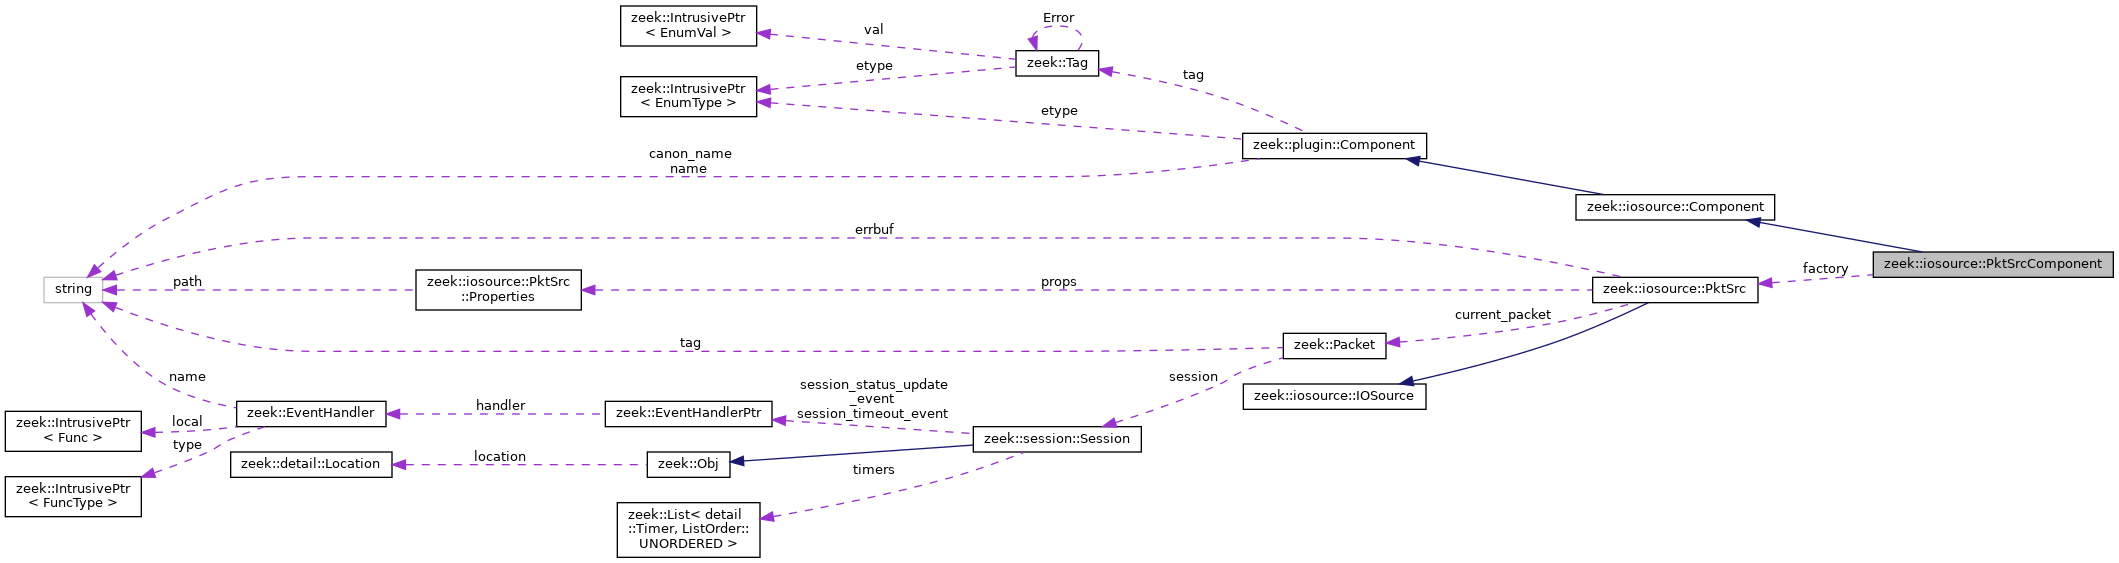 zeek::IntrusivePtr
< EnumVal >
val
Error
zeek::Tag
etype
zeek::IntrusivePtr
< EnumType >
tag
etype
zeek::plugin::Component
canon_name
name
zeek::iosource::Component
errbuf
zeek::iosource::PktSrcComponent
factory
string
path
zeek::iosource::PktSrc
::Properties
props
zeek::iosource::PktSrc
current_packet
tag
zeek::Packet
session
zeek::iosource::IOSource
name
session_status_update
_event
session_timeout_event
handler
zeek::EventHandler
zeek::EventHandlerPtr
local
zeek::IntrusivePtr
< Func >
type
zeek::session::Session
location
zeek::detail::Location
zeek::Obj
timers
zeek::IntrusivePtr
< FuncType >
zeek::List< detail
::Timer, ListOrder::
UNORDERED >